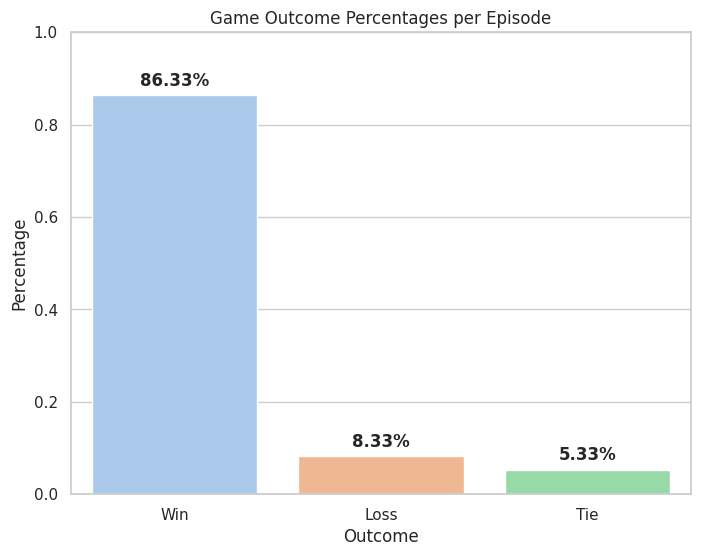 Game Outcome Percentages per Episode
1.0
0.8
0.6
0.4
0.2
0.0
Percentage
86.33%
8.33%
5.33%
Win
Loss
Tie
Outcome